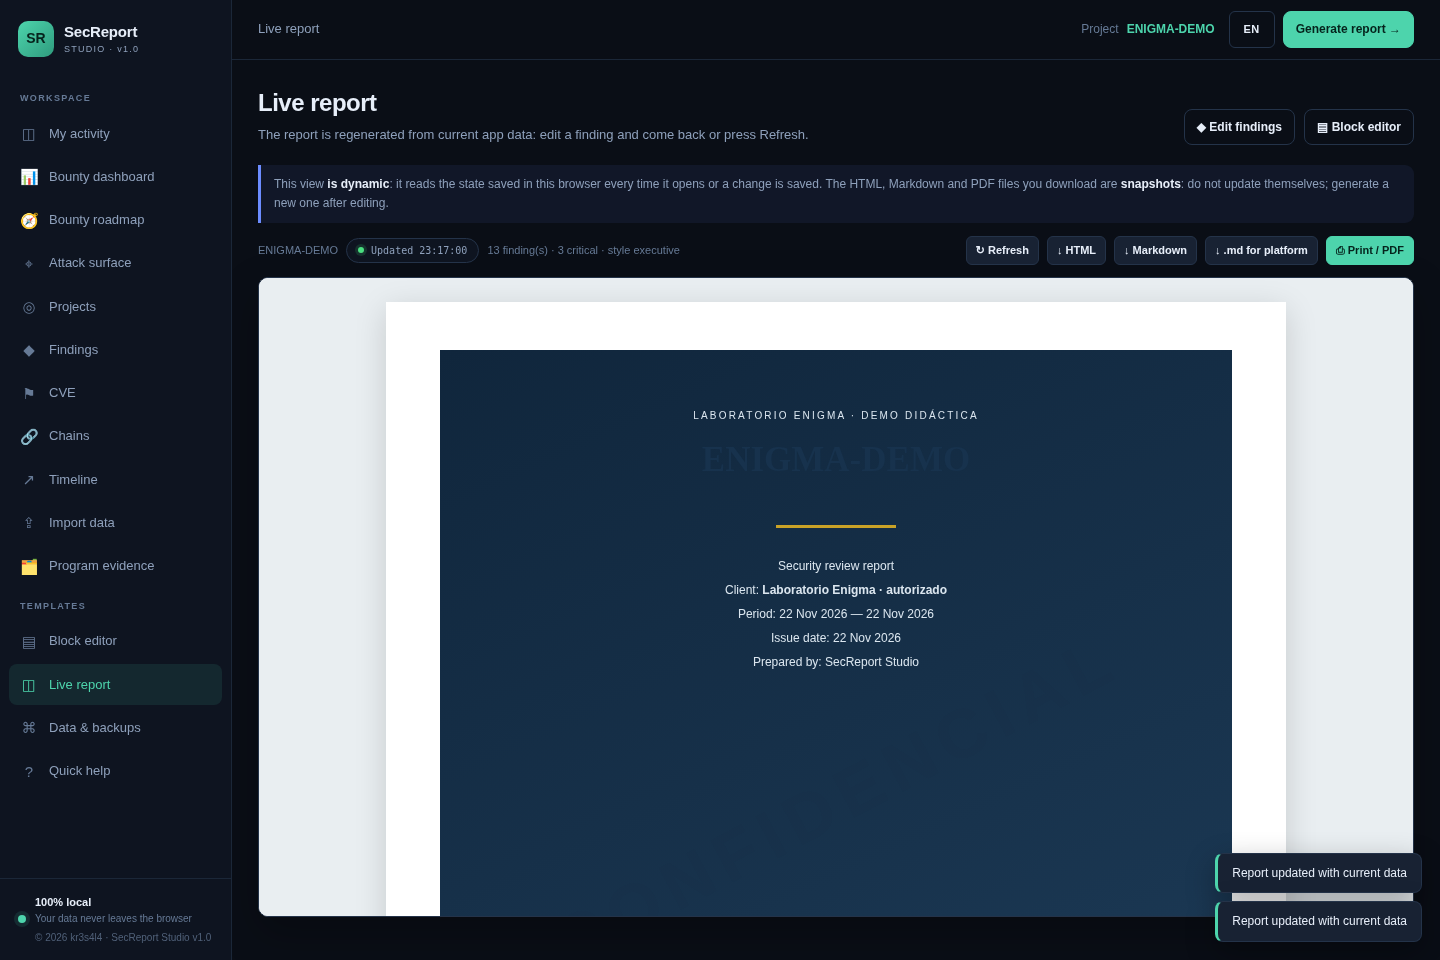 SR
SecReport
STUDIO · v1.0
WORKSPACE
My activity
Bounty dashboard
Bounty roadmap
Attack surface
Projects
Findings
CVE
Chains
Timeline
Import data
Program evidence
TEMPLATES
Block editor
Live report
Data & backups
? Quick help
100% local
Your data never leaves the browser
© 2026 kr3s4l4 · SecReport Studio v1.0
Live report
Project ENIGMA-DEMO
EN
Generate report →
Live report
The report is regenerated from current app data: edit a finding and come back or press Refresh.
◆ Edit findings
▤ Block editor
This view is dynamic: it reads the state saved in this browser every time it opens or a change is saved. The HTML, Markdown and PDF files you download are snapshots: do not update themselves; generate a
new one after editing.
ENIGMA-DEMO
Updated 23:17:00
13 finding(s) · 3 critical · style executive
↻ Refresh
↓ HTML
↓ Markdown
↓ .md for platform
⎙ Print / PDF
LABORATORIO ENIGMA · DEMO DIDÁCTICA
ENIGMA-DEMO
Security review report
Client: Laboratorio Enigma · autorizado
Period: 22 Nov 2026 — 22 Nov 2026
Issue date: 22 Nov 2026
Prepared by: SecReport Studio
Report updated with current data
Report updated with current data